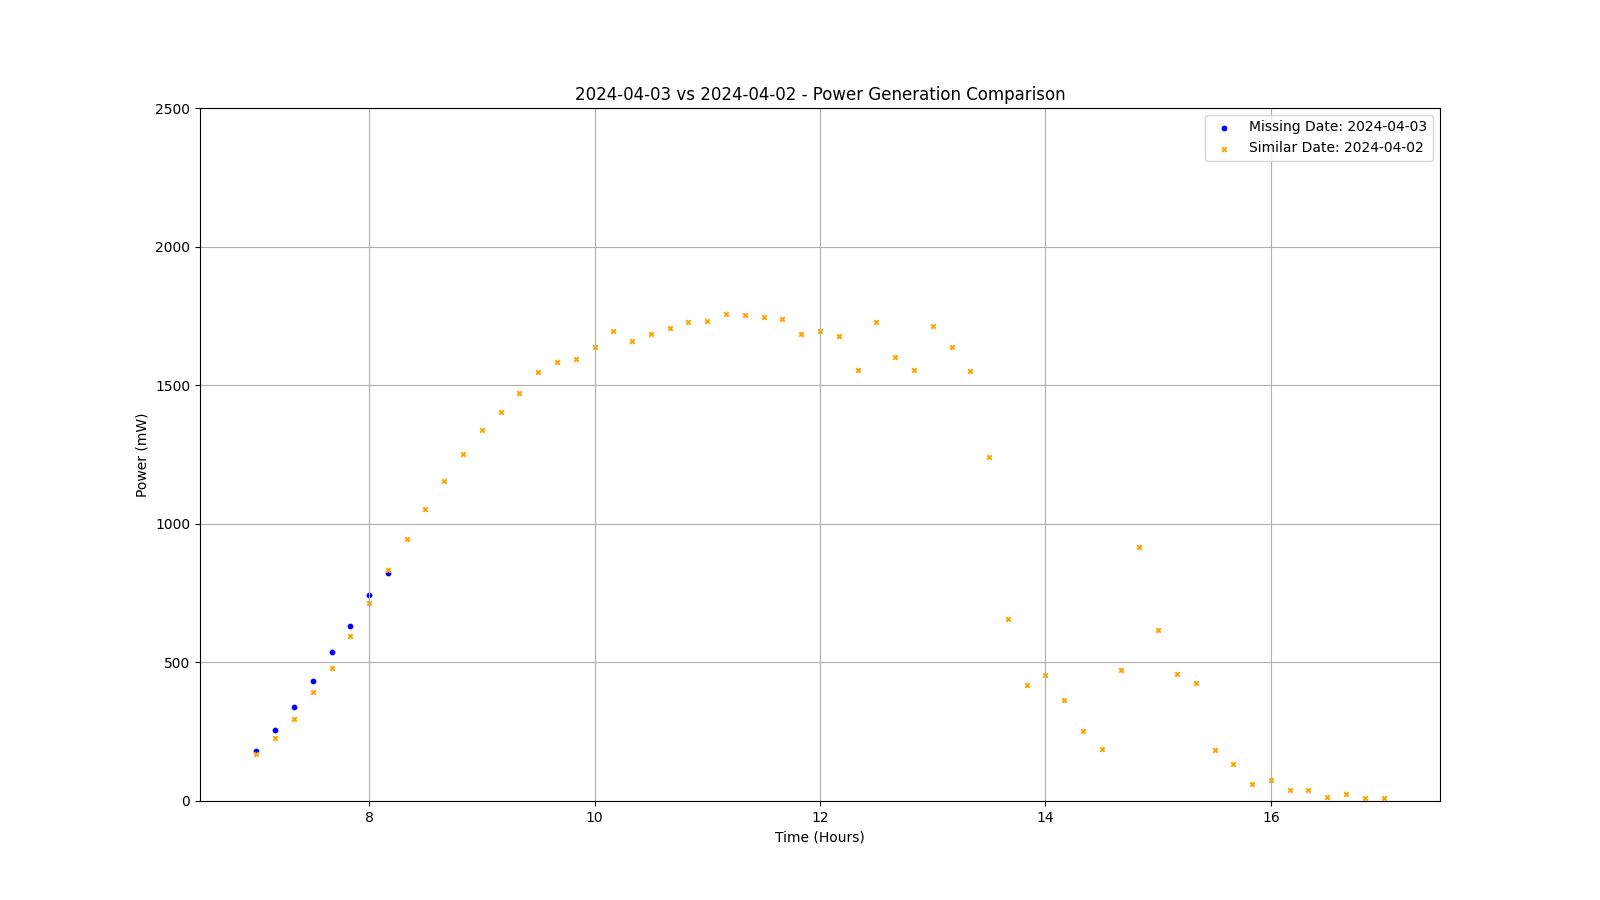 2024-04-03 vs 2024-04-02 - Power Generation Comparison
2500
2000
1500
1000
500
0
Power (mW)
Missing Date: 2024-04-03
Similar Date: 2024-04-02
8 10 12 14 16
Time (Hours)